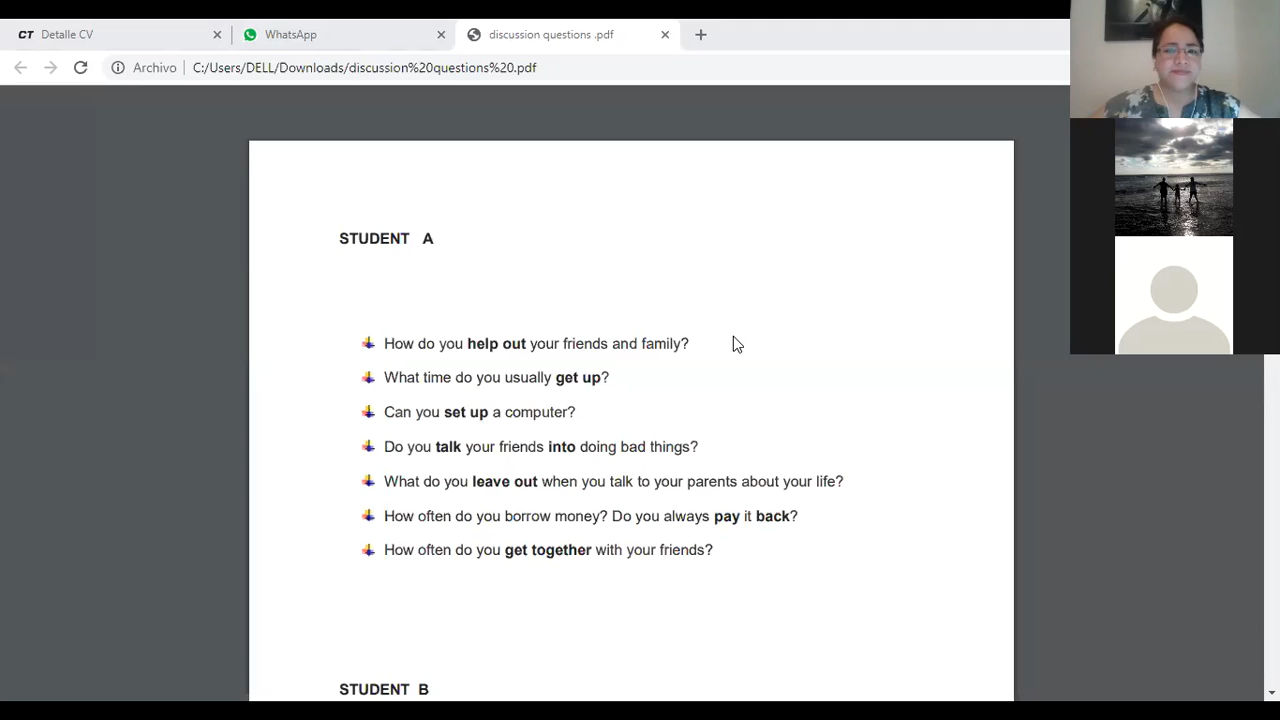 CT Detalle CV
WhatsApp
discussion questions .pdf
Archivo
C:/Users/DELL/Downloads/discussion%20questions%20.pdf
STUDENT A
How do you help out your friends and family?
What time do you usually get up?
Can you set up a computer?
Do you talk your friends into doing bad things?
What do you leave out when you talk to your parents about your life?
How often do you borrow money? Do you always pay it back?
How often do you get together with your friends?
STUDENT B